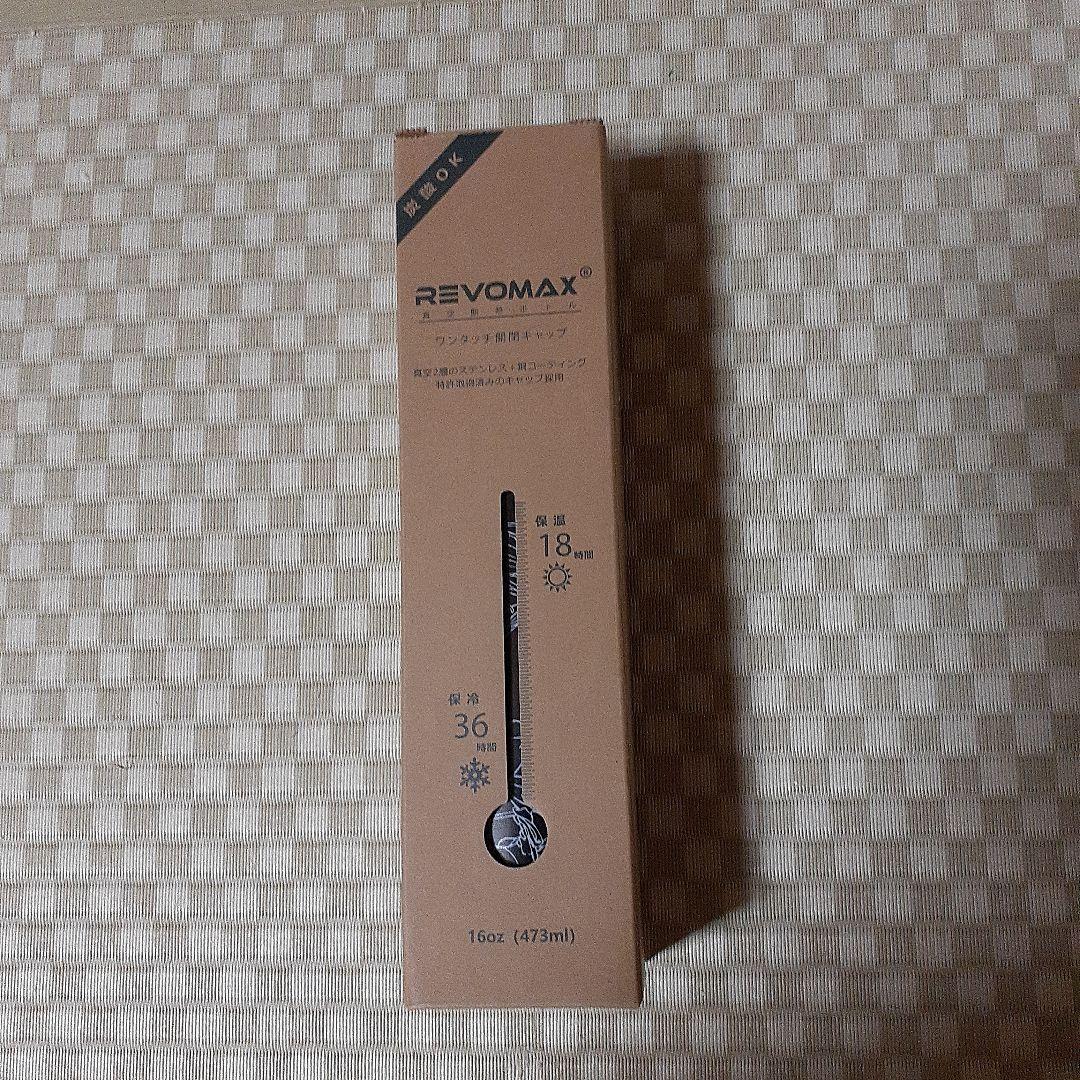 炭酸OK
REVOMAX®
真空断熱ボトル
ワンタッチ開閉キャップ
真空2層のステンレス+銅コーティング
特許取得済みのキャップ採用
保温
18時間
保冷
36時間
16oz (473ml)